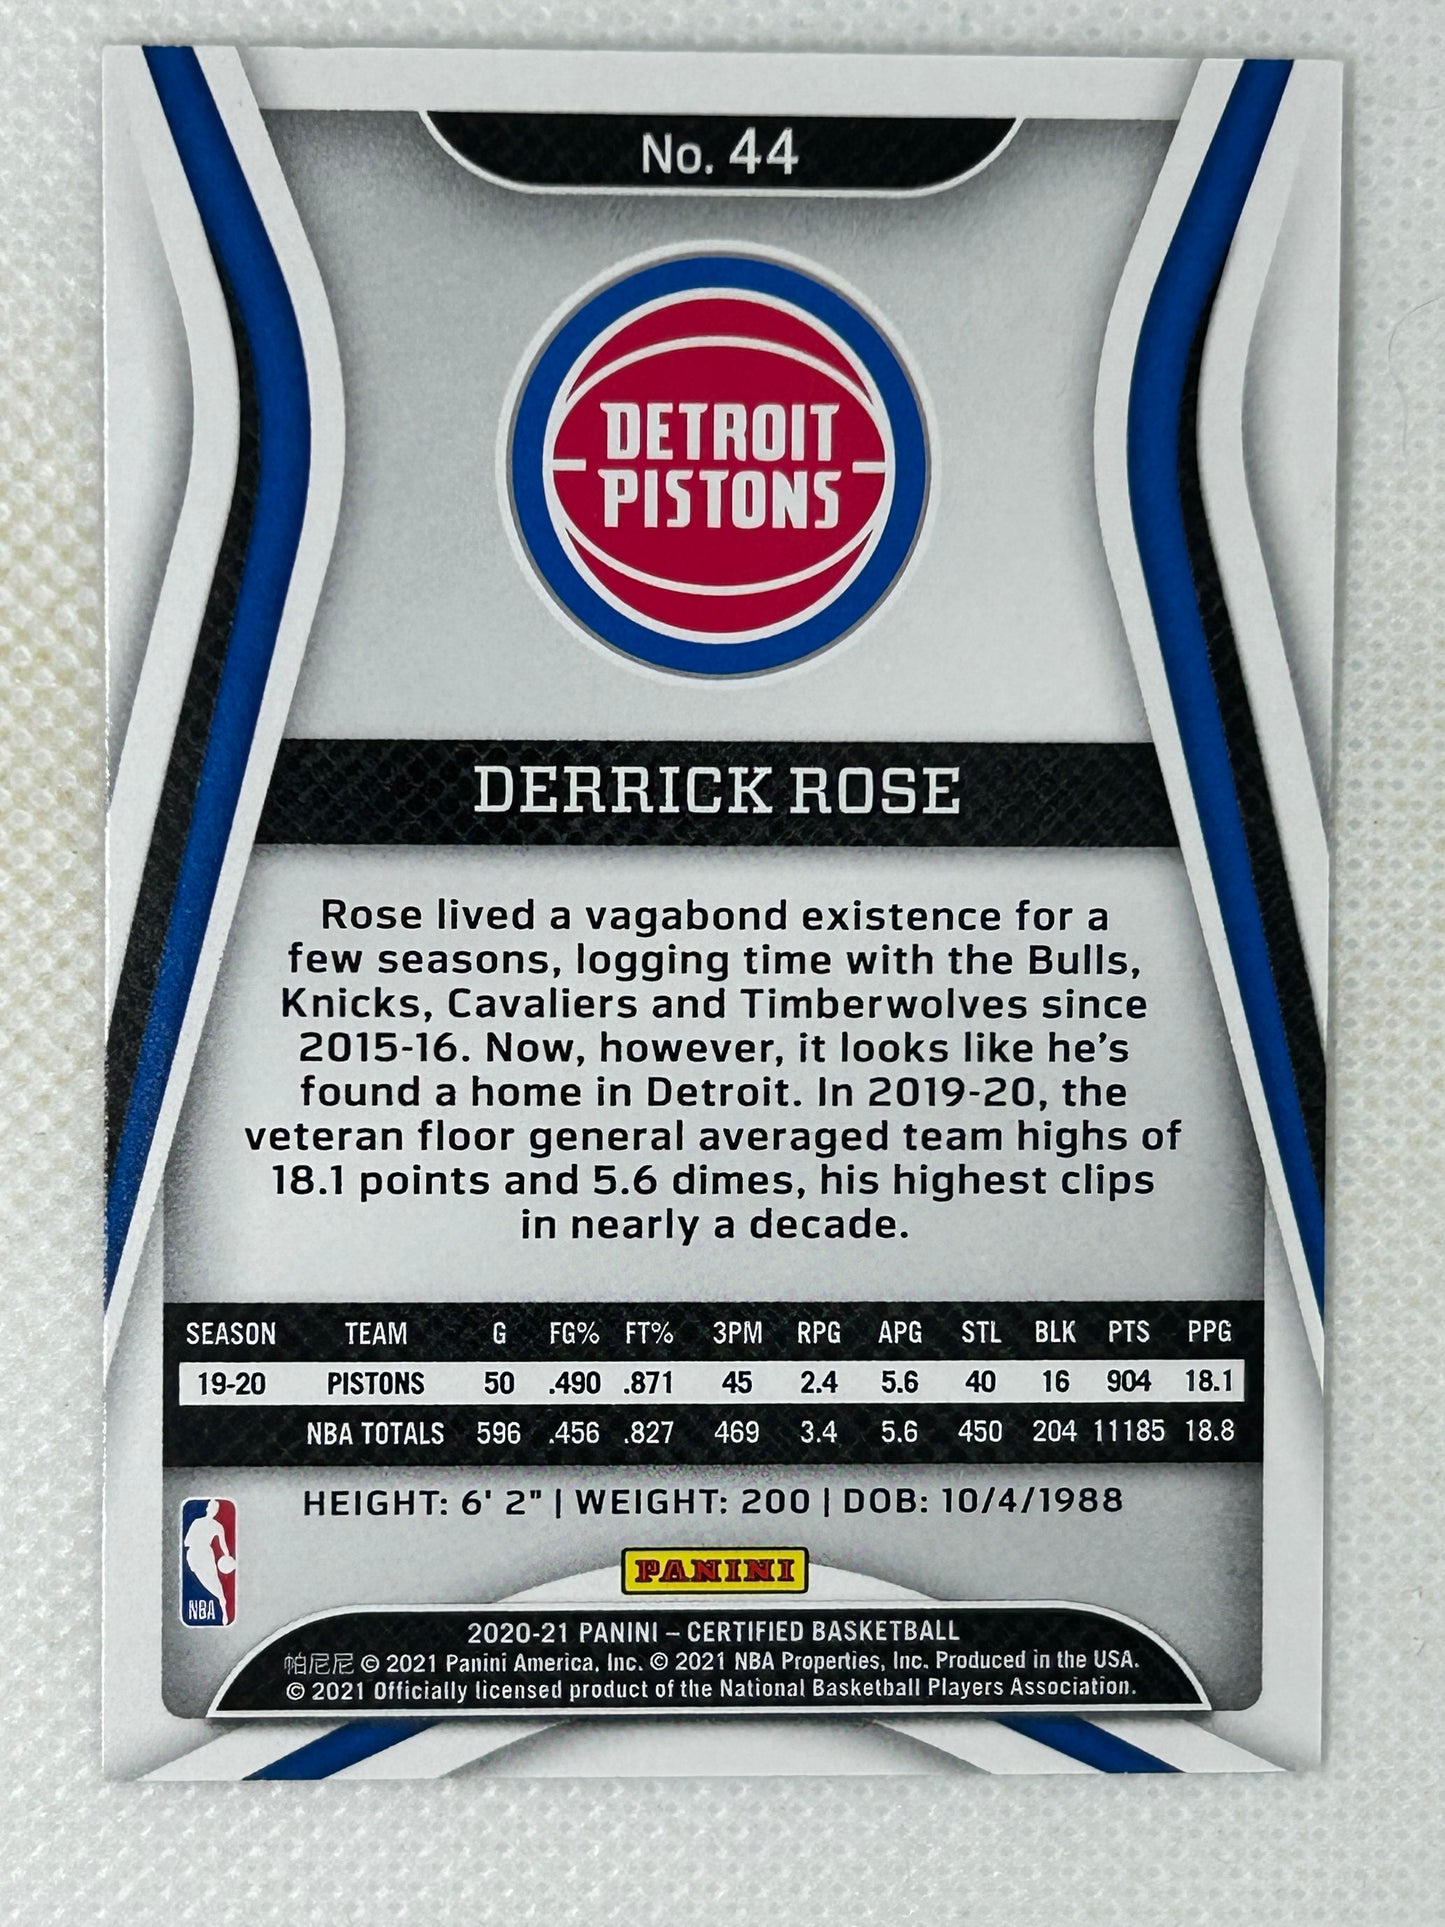 No. 44
DETROIT
PISTONS
DERRICK ROSE
Rose lived a vagabond existence for a
few seasons, logging time with the Bulls,
Knicks, Cavaliers and Timberwolves since
2015-16. Now, however, it looks like he's
found a home in Detroit. In 2019-20, the
veteran floor general averaged team highs of
18.1 points and 5.6 dimes, his highest clips
in nearly a decade.
SEASON TEAM G FG% FT% 3PM RPG APG STL BLK PTS PPG
19-20 PISTONS 50 .490 .871 45 2.4 5.6 40 16 904 18.1
NBA TOTALS 596 .456 .827 469 3.4 5.6 450 204 11185 18.8
HEIGHT: 6' 2" | WEIGHT: 200 | DOB: 10/4/1988
NBA
PANINI
2020-21 PANINI – CERTIFIED BASKETBALL
帕尼尼 © 2021 Panini America, Inc. © 2021 NBA Properties, Inc. Produced in the USA.
© 2021 Officially licensed product of the National Basketball Players Association.